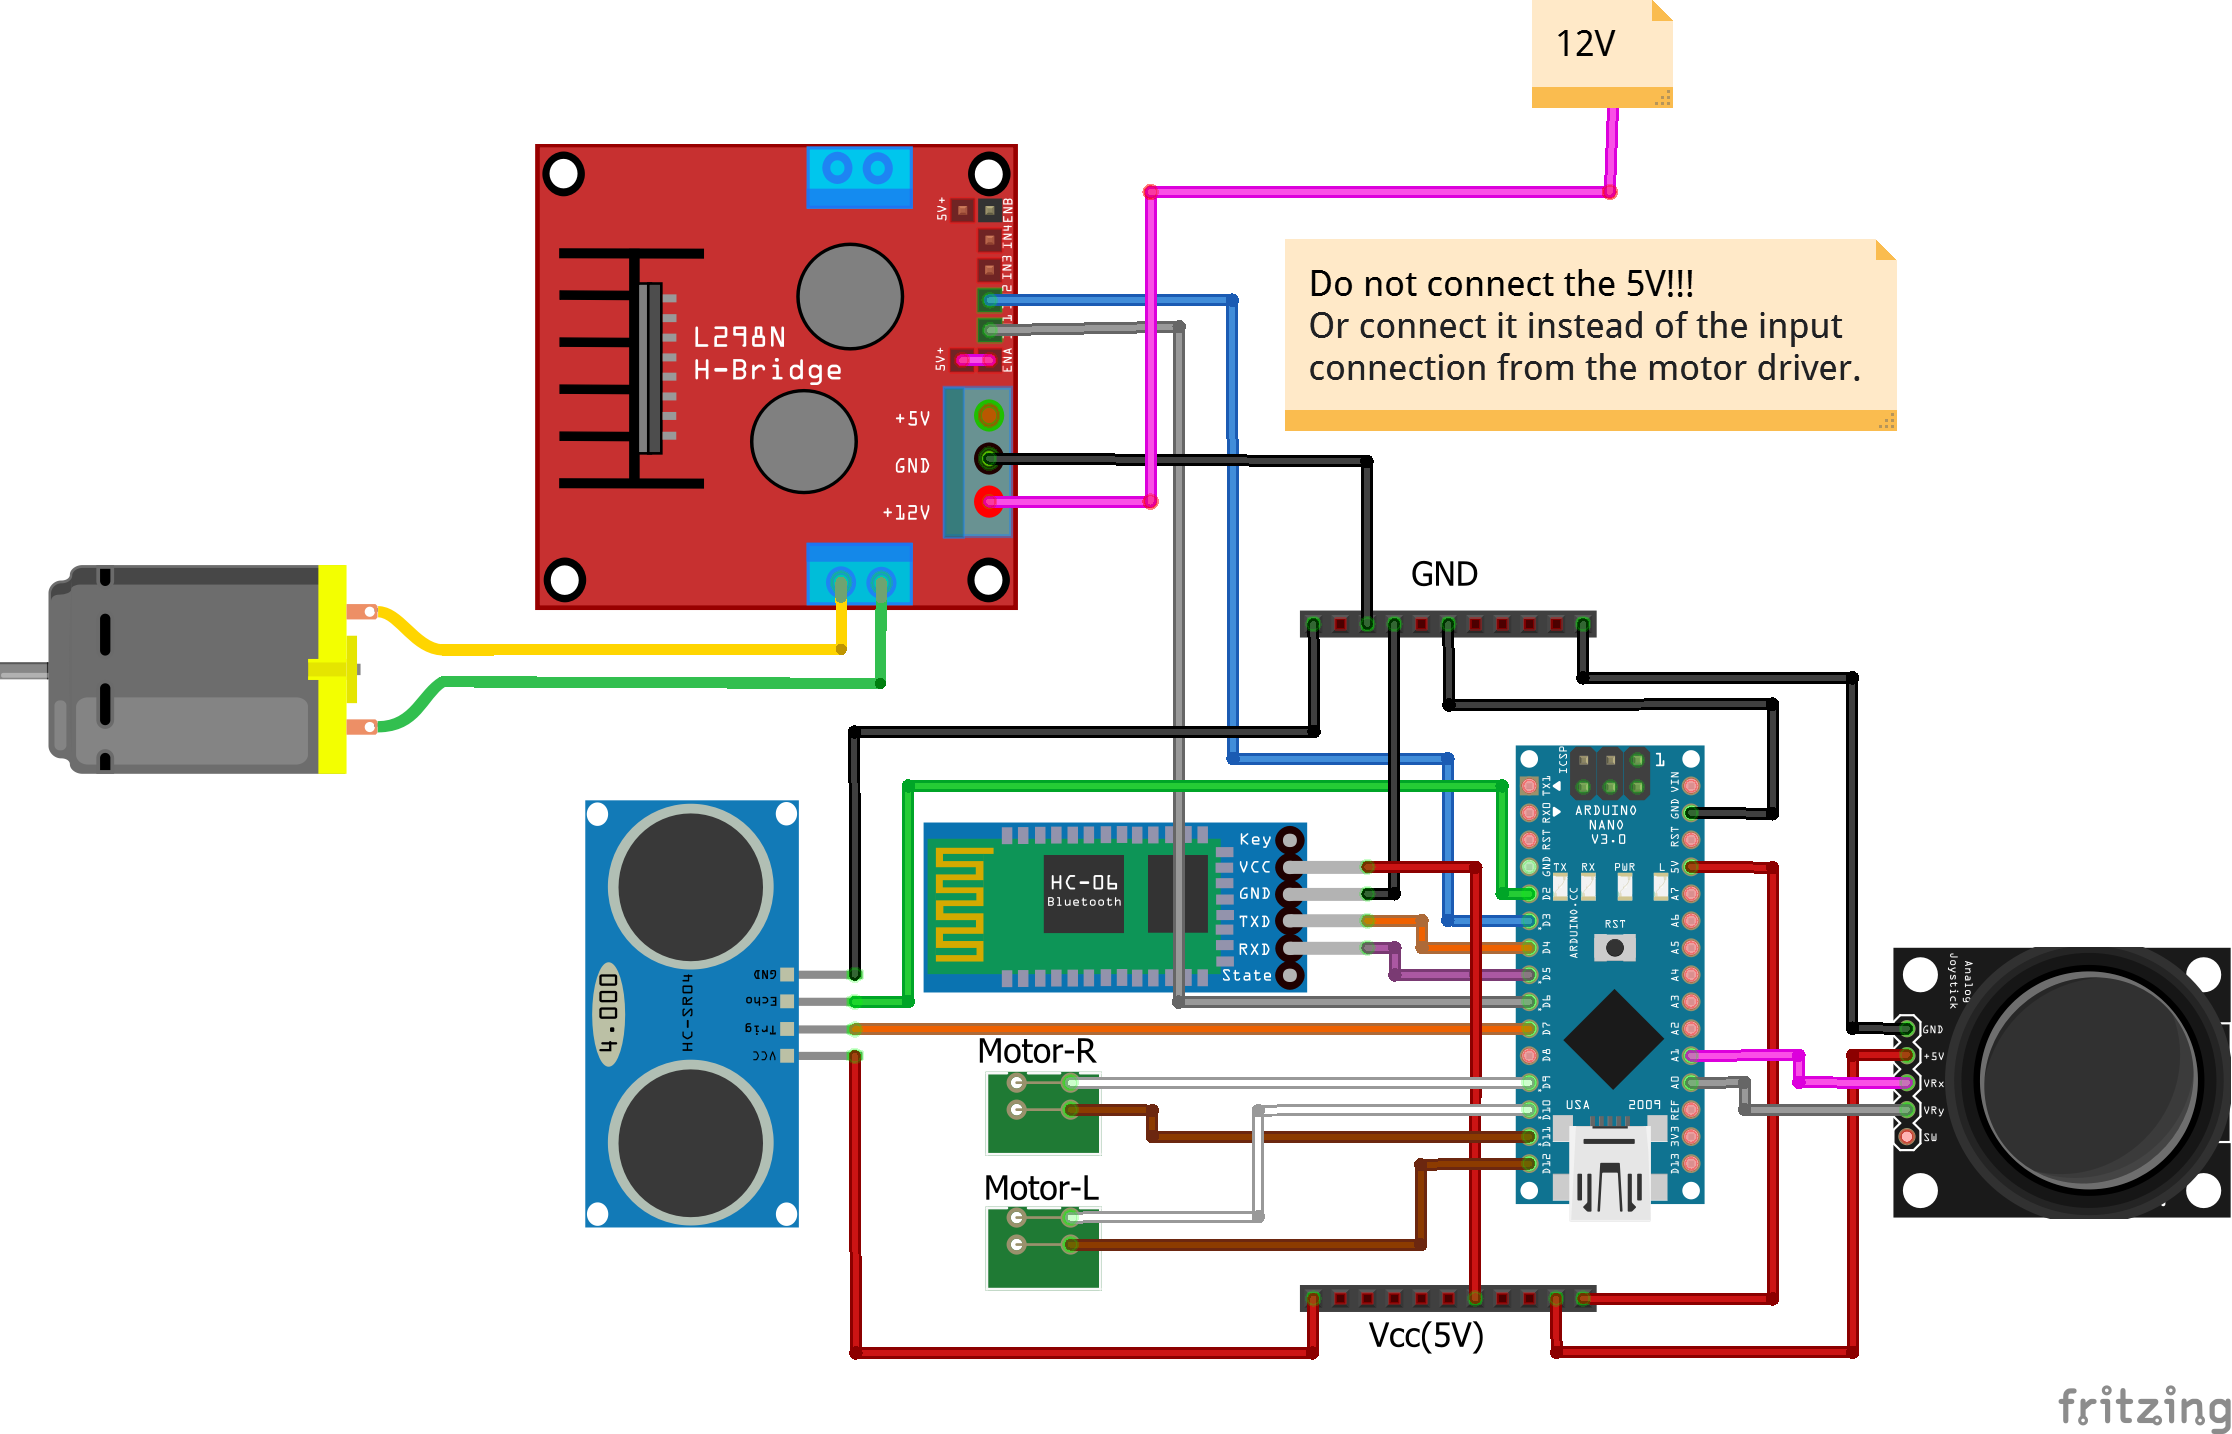 12V
Do not connect the 5V!!!
Or connect it instead of the input
connection from the motor driver.
5V+
ENB
IN4
IN3
L298N
H-Bridge
5V+
ENA
+5V
GND
+12V
GND
HC-SR04
4.000
GND
Echo
Trig
VCC
HC-06
Bluetooth
Key
VCC
GND
TXD
RXD
State
Motor-R
Motor-L
ICSP
1
ARDUINO
NANO
V3.0
TX
RX
PWR
L
RST
ARDUINO.CC
USA
2009
TX1
RX0
RST
GND
D2
D3
D4
D5
D6
D7
D8
D9
D10
D11
D12
VIN
GND
RST
5V
A7
A6
A5
A4
A3
A2
A1
A0
REF
3V3
D13
Analog
Joystick
GND
+5V
VRx
VRy
SW
Vcc(5V)
fritzing